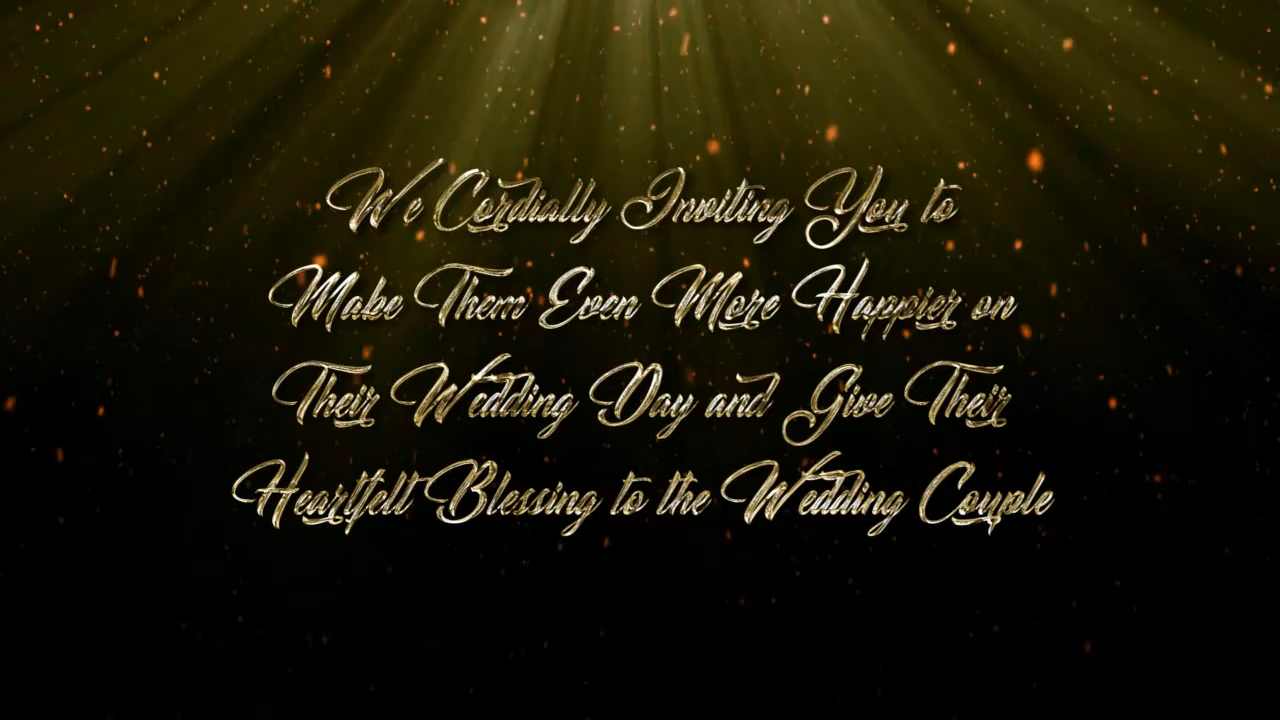 We Cordially Inviting You to
Make Them Even More Happier on
Their Wedding Day and Give Their
Heartfelt Blessing to the Wedding Couple